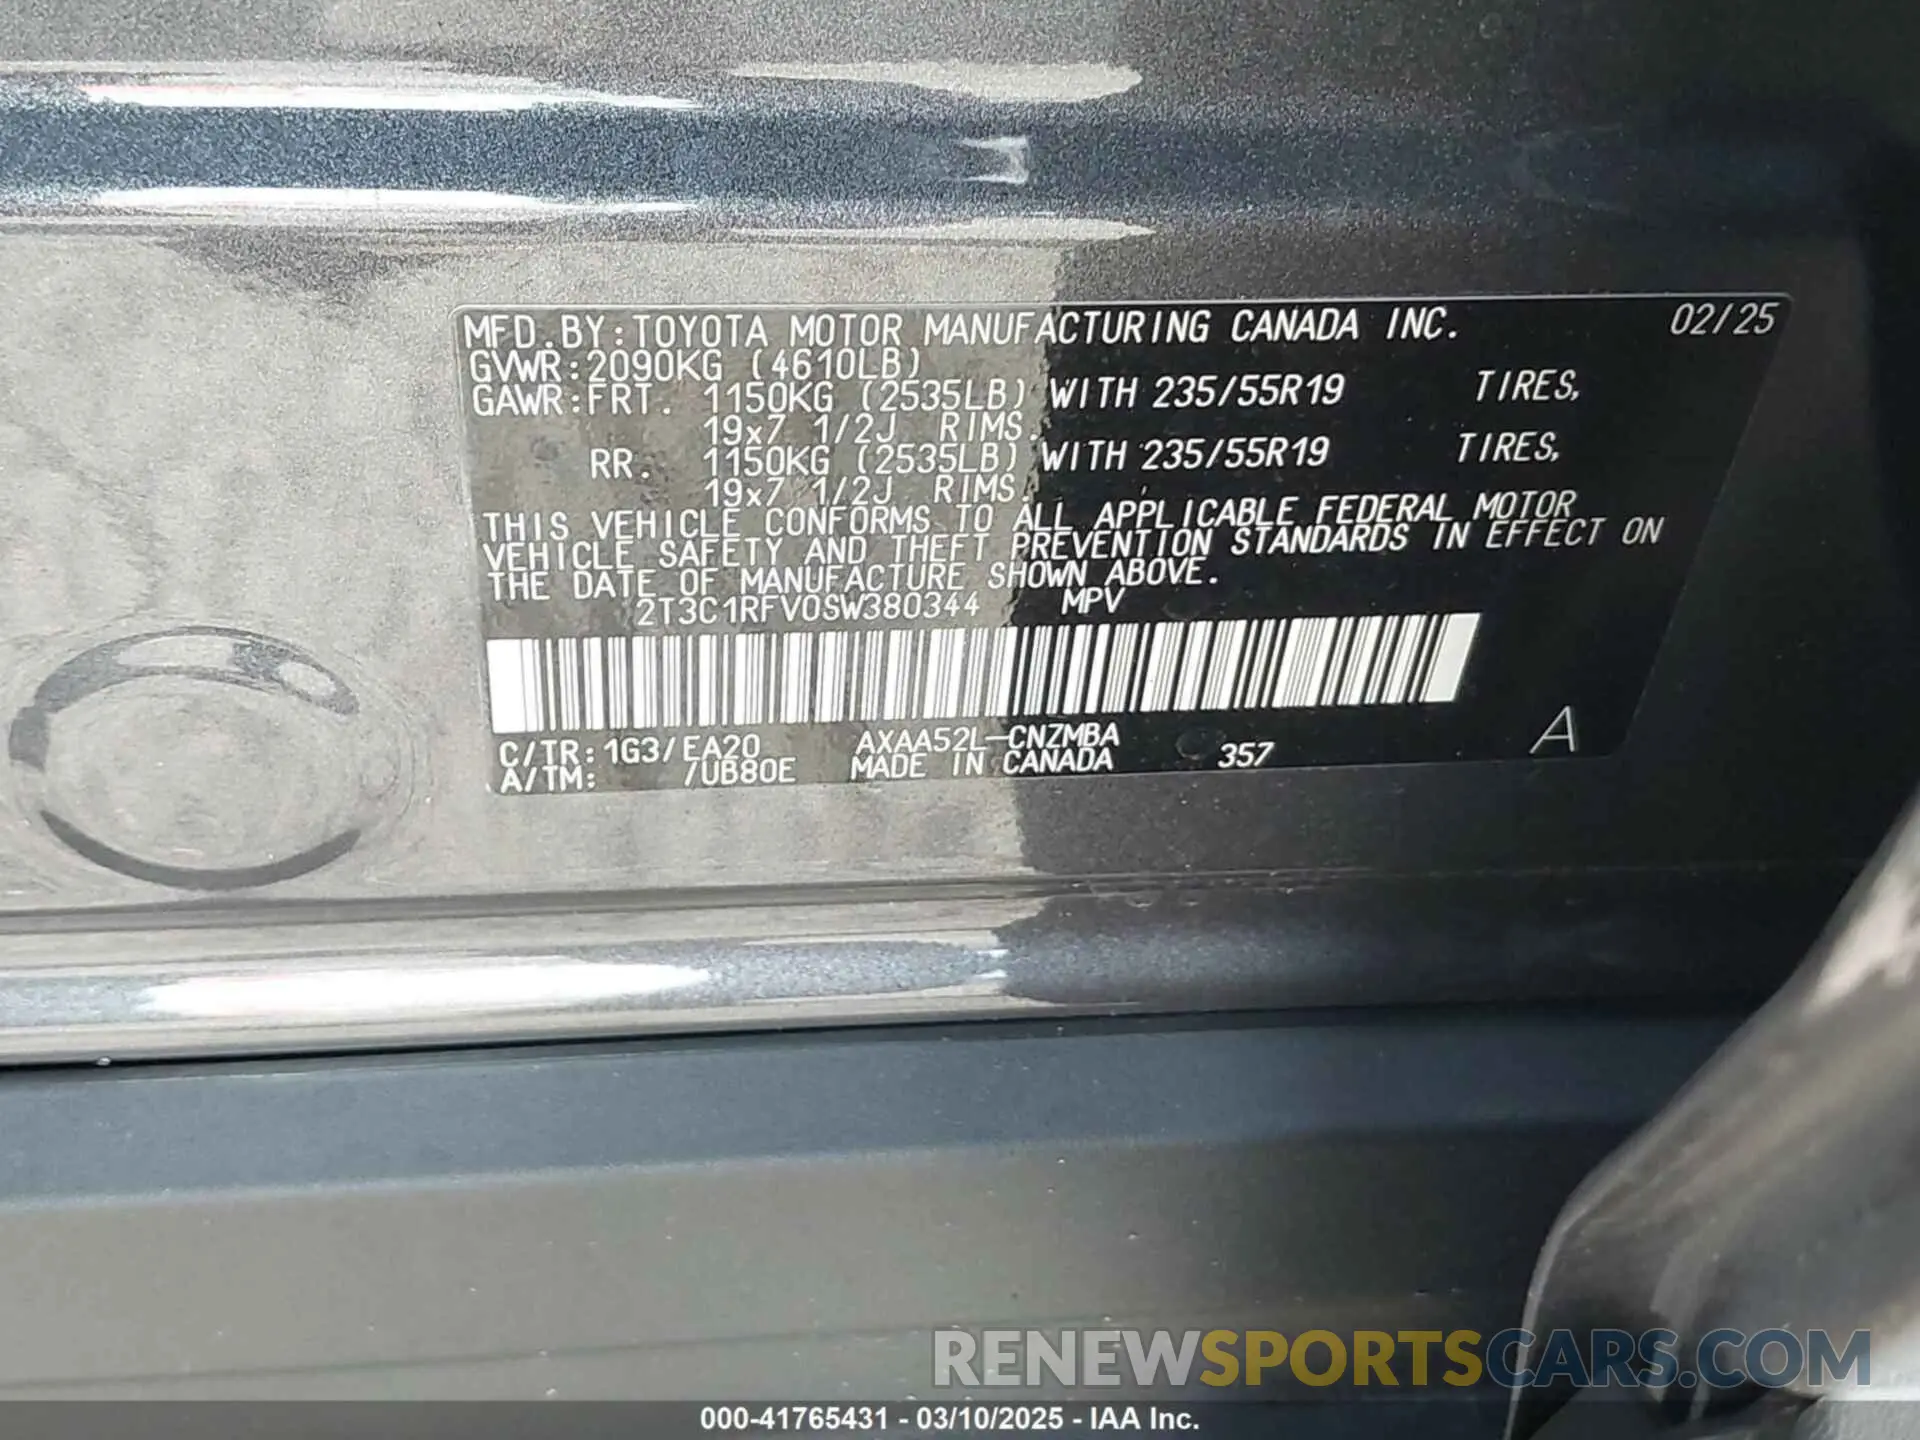 MFD.BY:TOYOTA MOTOR MANUFACTURING CANADA INC. 02/25
GVWR:2090KG (4610LB)
GAWR:FRT. 1150KG (2535LB) WITH 235/55R19 TIRES,
19x7 1/2J RIMS.
RR. 1150KG (2535LB) WITH 235/55R19 TIRES,
19x7 1/2J RIMS.
THIS VEHICLE CONFORMS TO ALL APPLICABLE FEDERAL MOTOR
VEHICLE SAFETY AND THEFT PREVENTION STANDARDS IN EFFECT ON
THE DATE OF MANUFACTURE SHOWN ABOVE.
2T3C1RFV0SW380344 MPV
C/TR:1G3/EA20 AXAA52L-CNZMBA 357 A
A/TM: /UB80E MADE IN CANADA
RENEWSPORTSCARS.COM
000-41765431 - 03/10/2025 - IAA Inc.